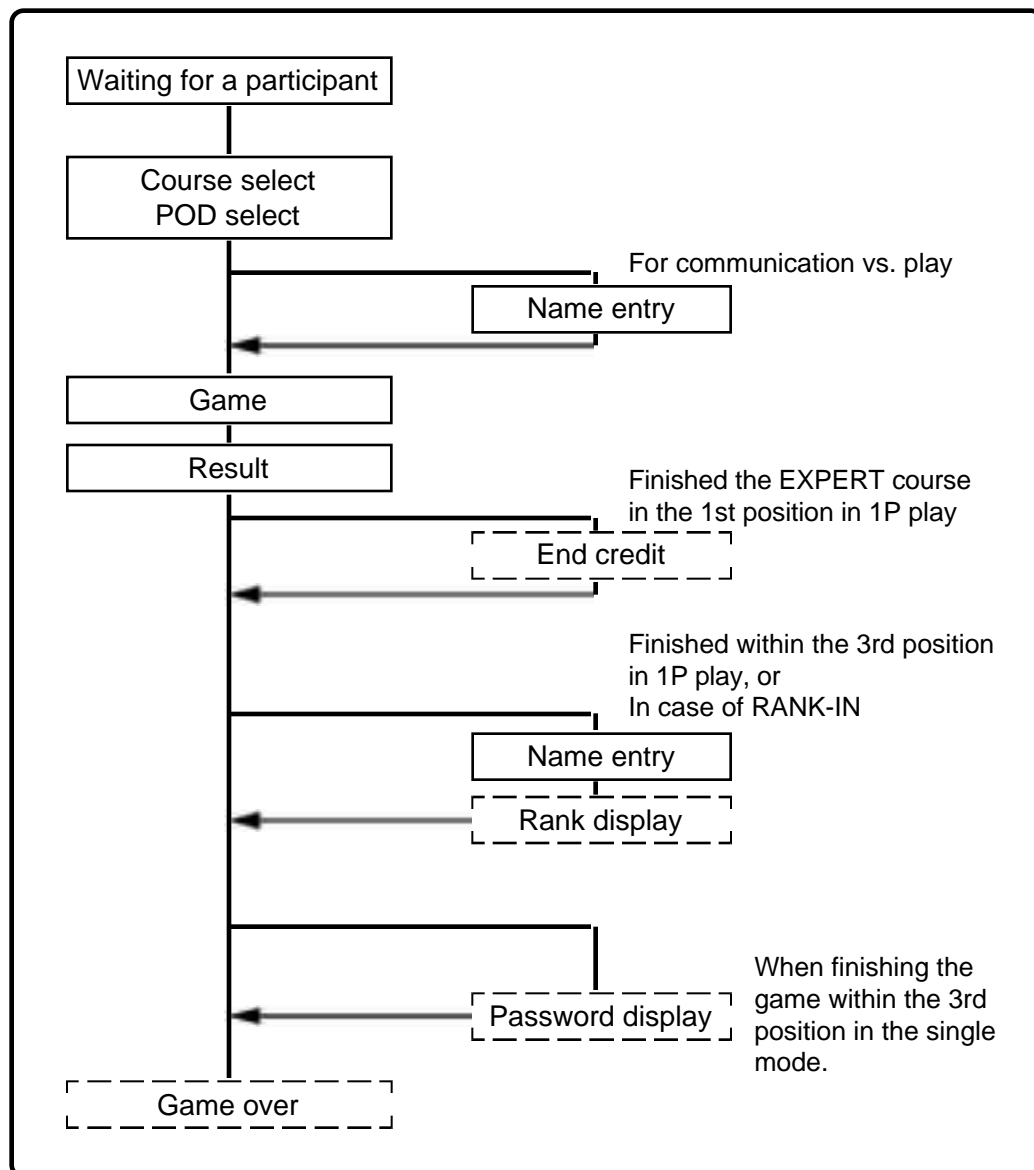 Waiting for a participant
Course select
POD select
For communication vs. play
Name entry
Game
Result
Finished the EXPERT course
in the 1st position in 1P play
End credit
Finished within the 3rd position
in 1P play, or
In case of RANK-IN
Name entry
Rank display
When finishing the
game within the 3rd
position in the single
mode.
Password display
Game over